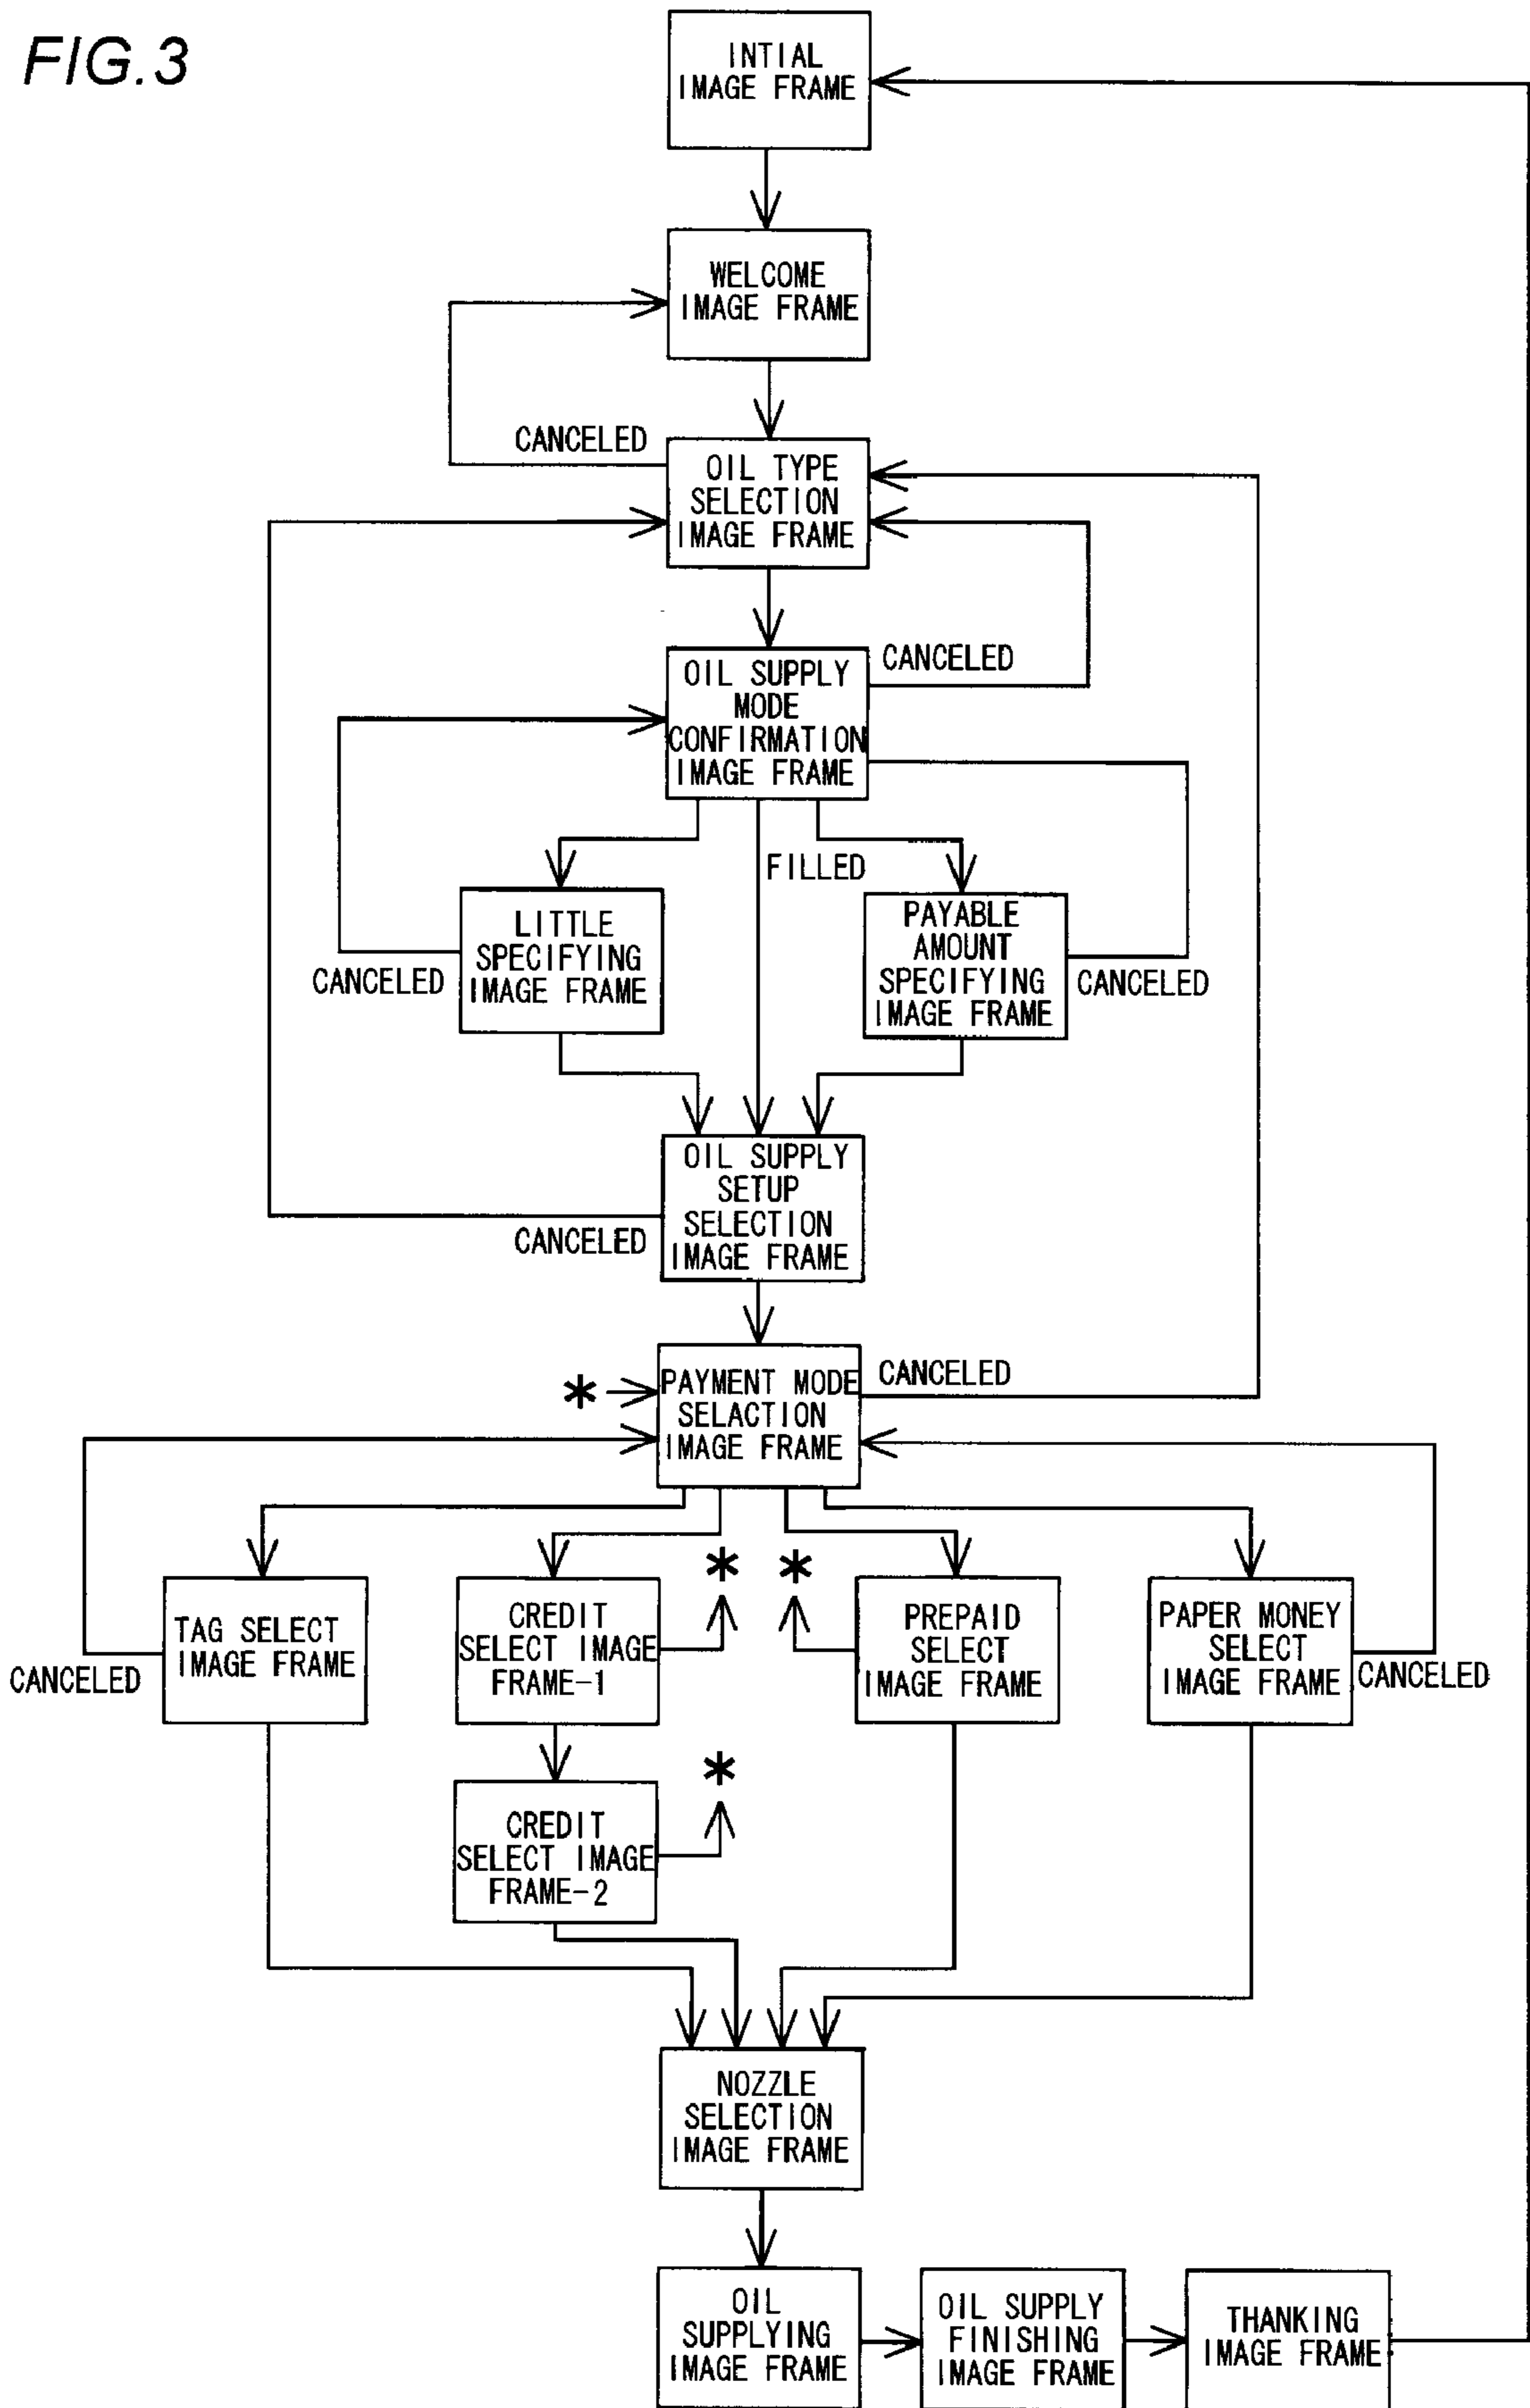 FIG.3
INTIAL
IMAGE FRAME
WELCOME
IMAGE FRAME
CANCELED
OIL TYPE
SELECTION
IMAGE FRAME
CANCELED
OIL SUPPLY
MODE
CONFIRMATION
IMAGE FRAME
FILLED
LITTLE
SPECIFYING
IMAGE FRAME
CANCELED
PAYABLE
AMOUNT
SPECIFYING
IMAGE FRAME
CANCELED
OIL SUPPLY
SETUP
SELECTION
IMAGE FRAME
CANCELED
*
PAYMENT MODE
SELACTION
IMAGE FRAME
CANCELED
TAG SELECT
IMAGE FRAME
CANCELED
CREDIT
SELECT IMAGE
FRAME-1
*
*
PREPAID
SELECT
IMAGE FRAME
PAPER MONEY
SELECT
IMAGE FRAME
CANCELED
CREDIT
SELECT IMAGE
FRAME-2
*
NOZZLE
SELECTION
IMAGE FRAME
OIL
SUPPLYING
IMAGE FRAME
OIL SUPPLY
FINISHING
IMAGE FRAME
THANKING
IMAGE FRAME